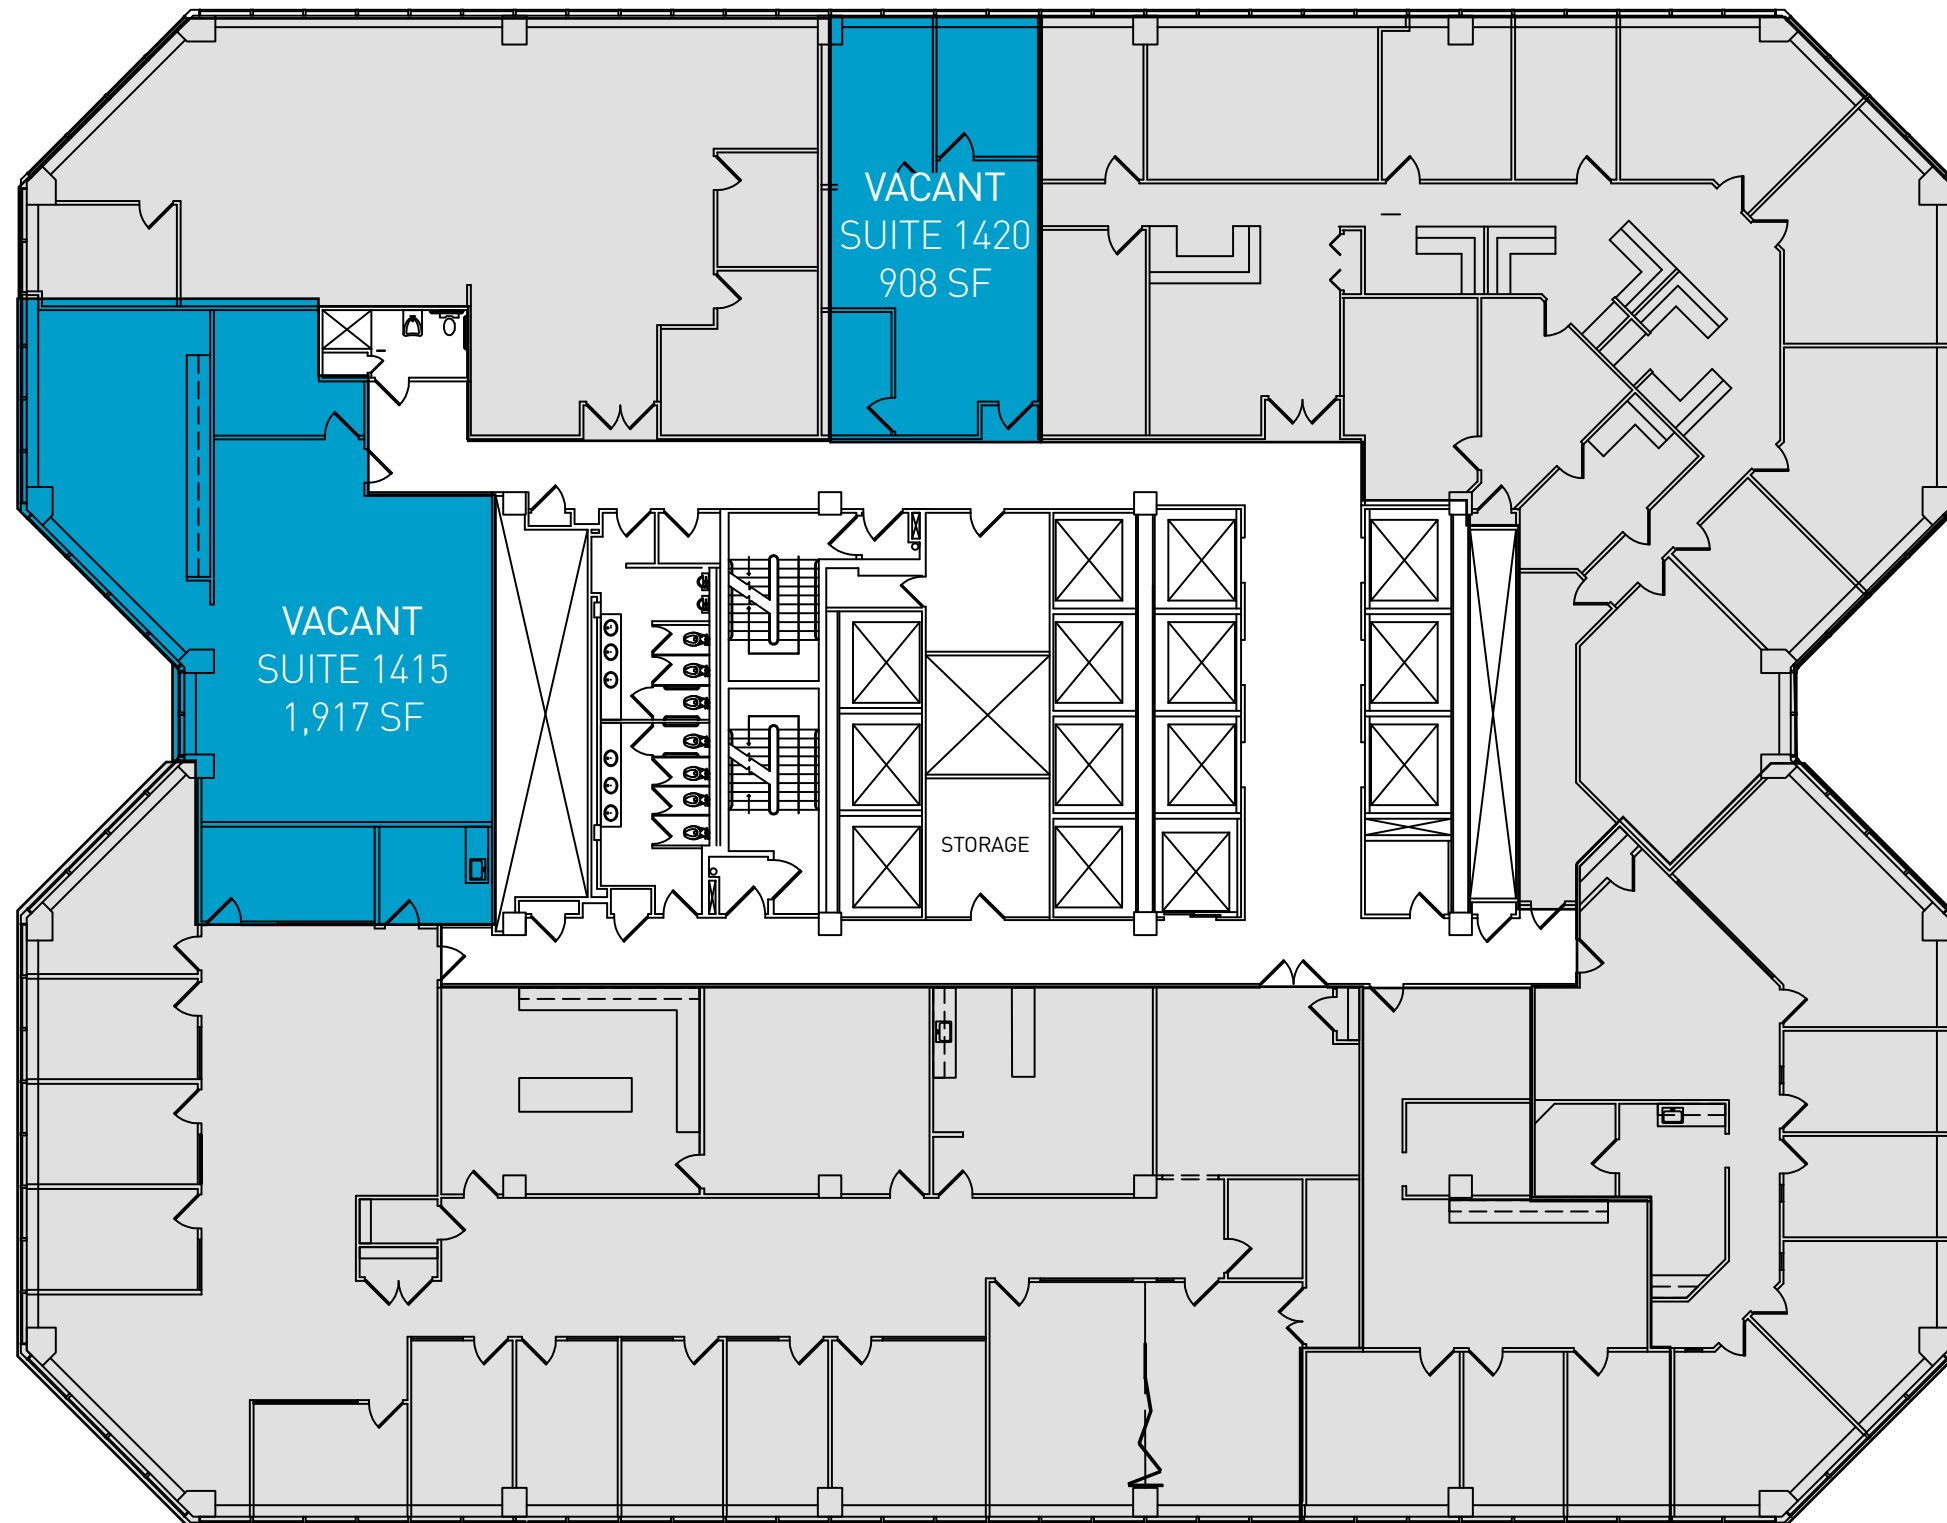 VACANT
SUITE 1420
908 SF
VACANT
SUITE 1415
1,917 SF
STORAGE